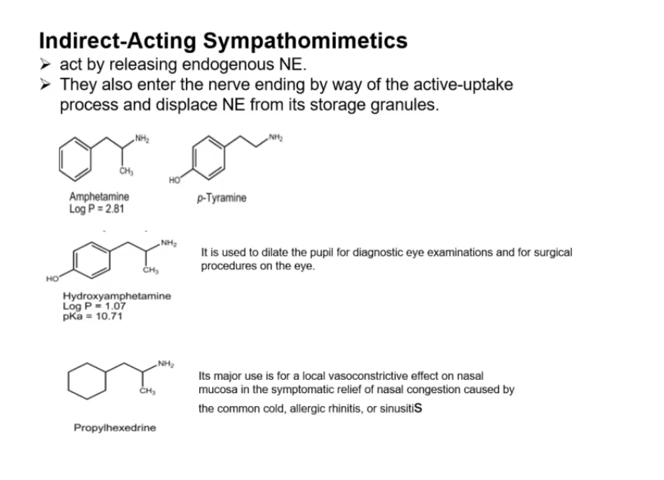 Indirect-Acting Sympathomimetics
➤ act by releasing endogenous NE.
➤ They also enter the nerve ending by way of the active-uptake
process and displace NE from its storage granules.
NH₂
CH₃
Amphetamine
Log P = 2.81
NH₂
HO
p-Tyramine
NH₂
CH₃
HO
Hydroxyamphetamine
Log P = 1.07
pKa = 10.71
It is used to dilate the pupil for diagnostic eye examinations and for surgical
procedures on the eye.
NH₂
CH₃
Propylhexedrine
Its major use is for a local vasoconstrictive effect on nasal
mucosa in the symptomatic relief of nasal congestion caused by
the common cold, allergic rhinitis, or sinusitiS